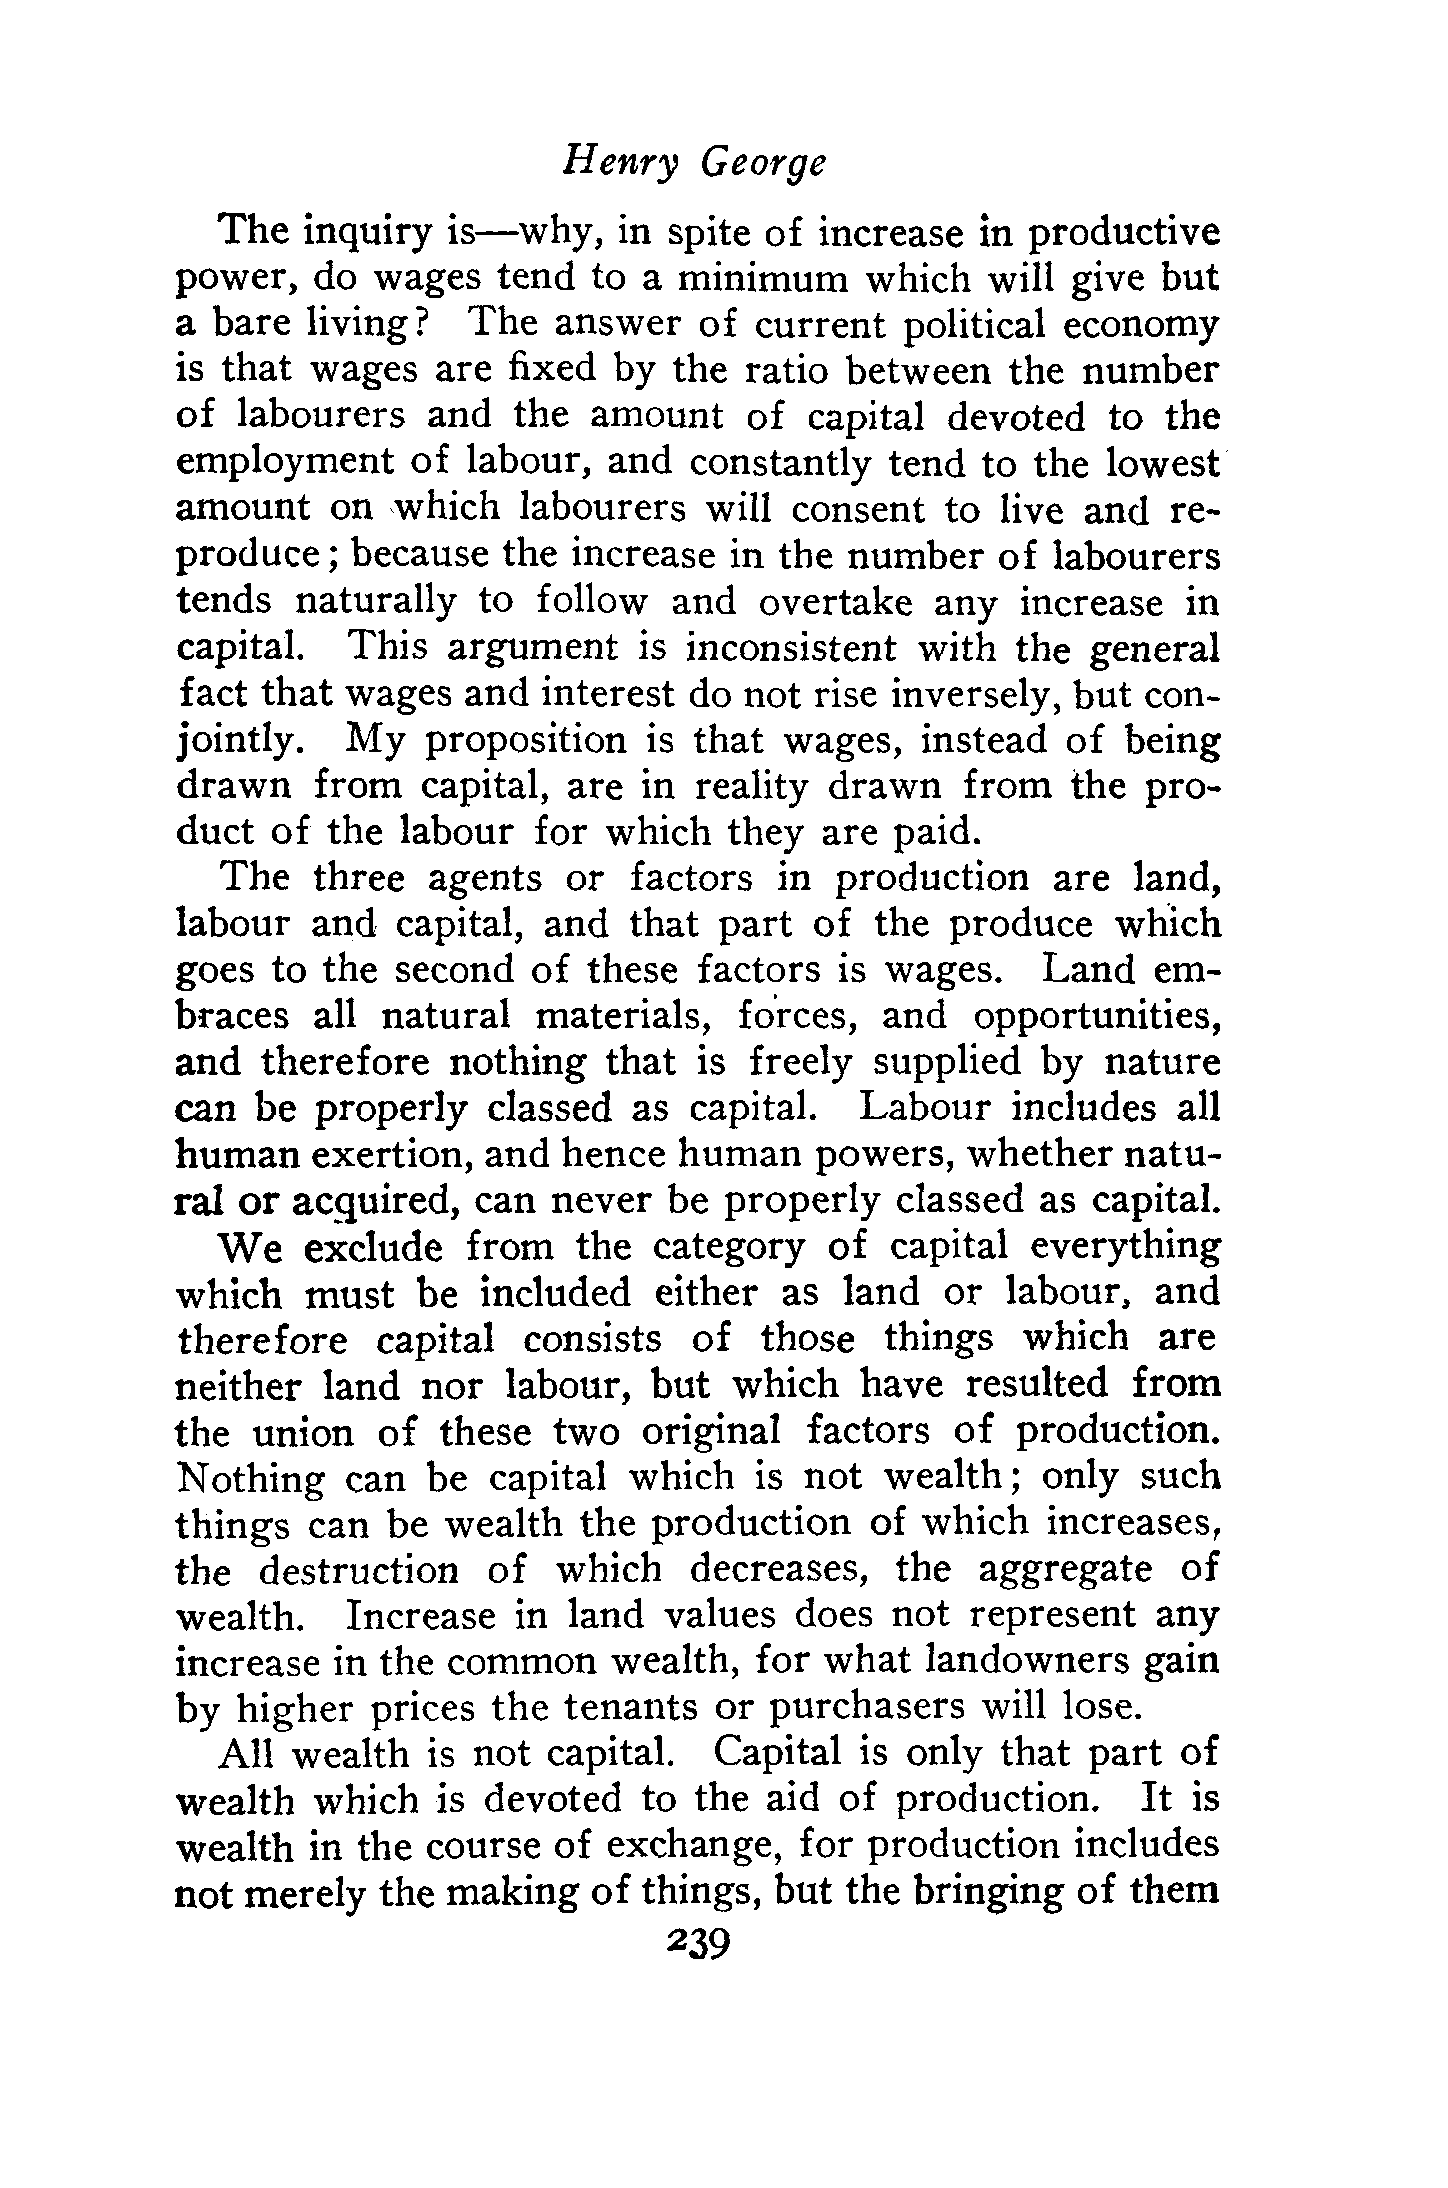 Henry George
The inquiry is—why, in spite of increase in productive
power, do wages tend to a minimum which will give but
a bare living? The answer of current political economy
is that wages are fixed by the ratio between the number
of labourers and the amount of capital devoted to the
employment of labour, and constantly tend to the lowest
amount on which labourers will consent to live and re-
produce; because the increase in the number of labourers
tends naturally to follow and overtake any increase in
capital. This argument is inconsistent with the general
fact that wages and interest do not rise inversely, but con-
jointly. My proposition is that wages, instead of being
drawn from capital, are in reality drawn from the pro-
duct of the labour for which they are paid.
The three agents or factors in production are land,
labour and capital, and that part of the produce which
goes to the second of these factors is wages. Land em-
braces all natural materials, forces, and opportunities,
and therefore nothing that is freely supplied by nature
can be properly classed as capital. Labour includes all
human exertion, and hence human powers, whether natu-
ral or acquired, can never be properly classed as capital.
We exclude from the category of capital everything
which must be included either as land or labour, and
therefore capital consists of those things which are
neither land nor labour, but which have resulted from
the union of these two original factors of production.
Nothing can be capital which is not wealth; only such
things can be wealth the production of which increases,
the destruction of which decreases, the aggregate of
wealth. Increase in land values does not represent any
increase in the common wealth, for what landowners gain
by higher prices the tenants or purchasers will lose.
All wealth is not capital. Capital is only that part of
wealth which is devoted to the aid of production. It is
wealth in the course of exchange, for production includes
not merely the making of things, but the bringing of them
239